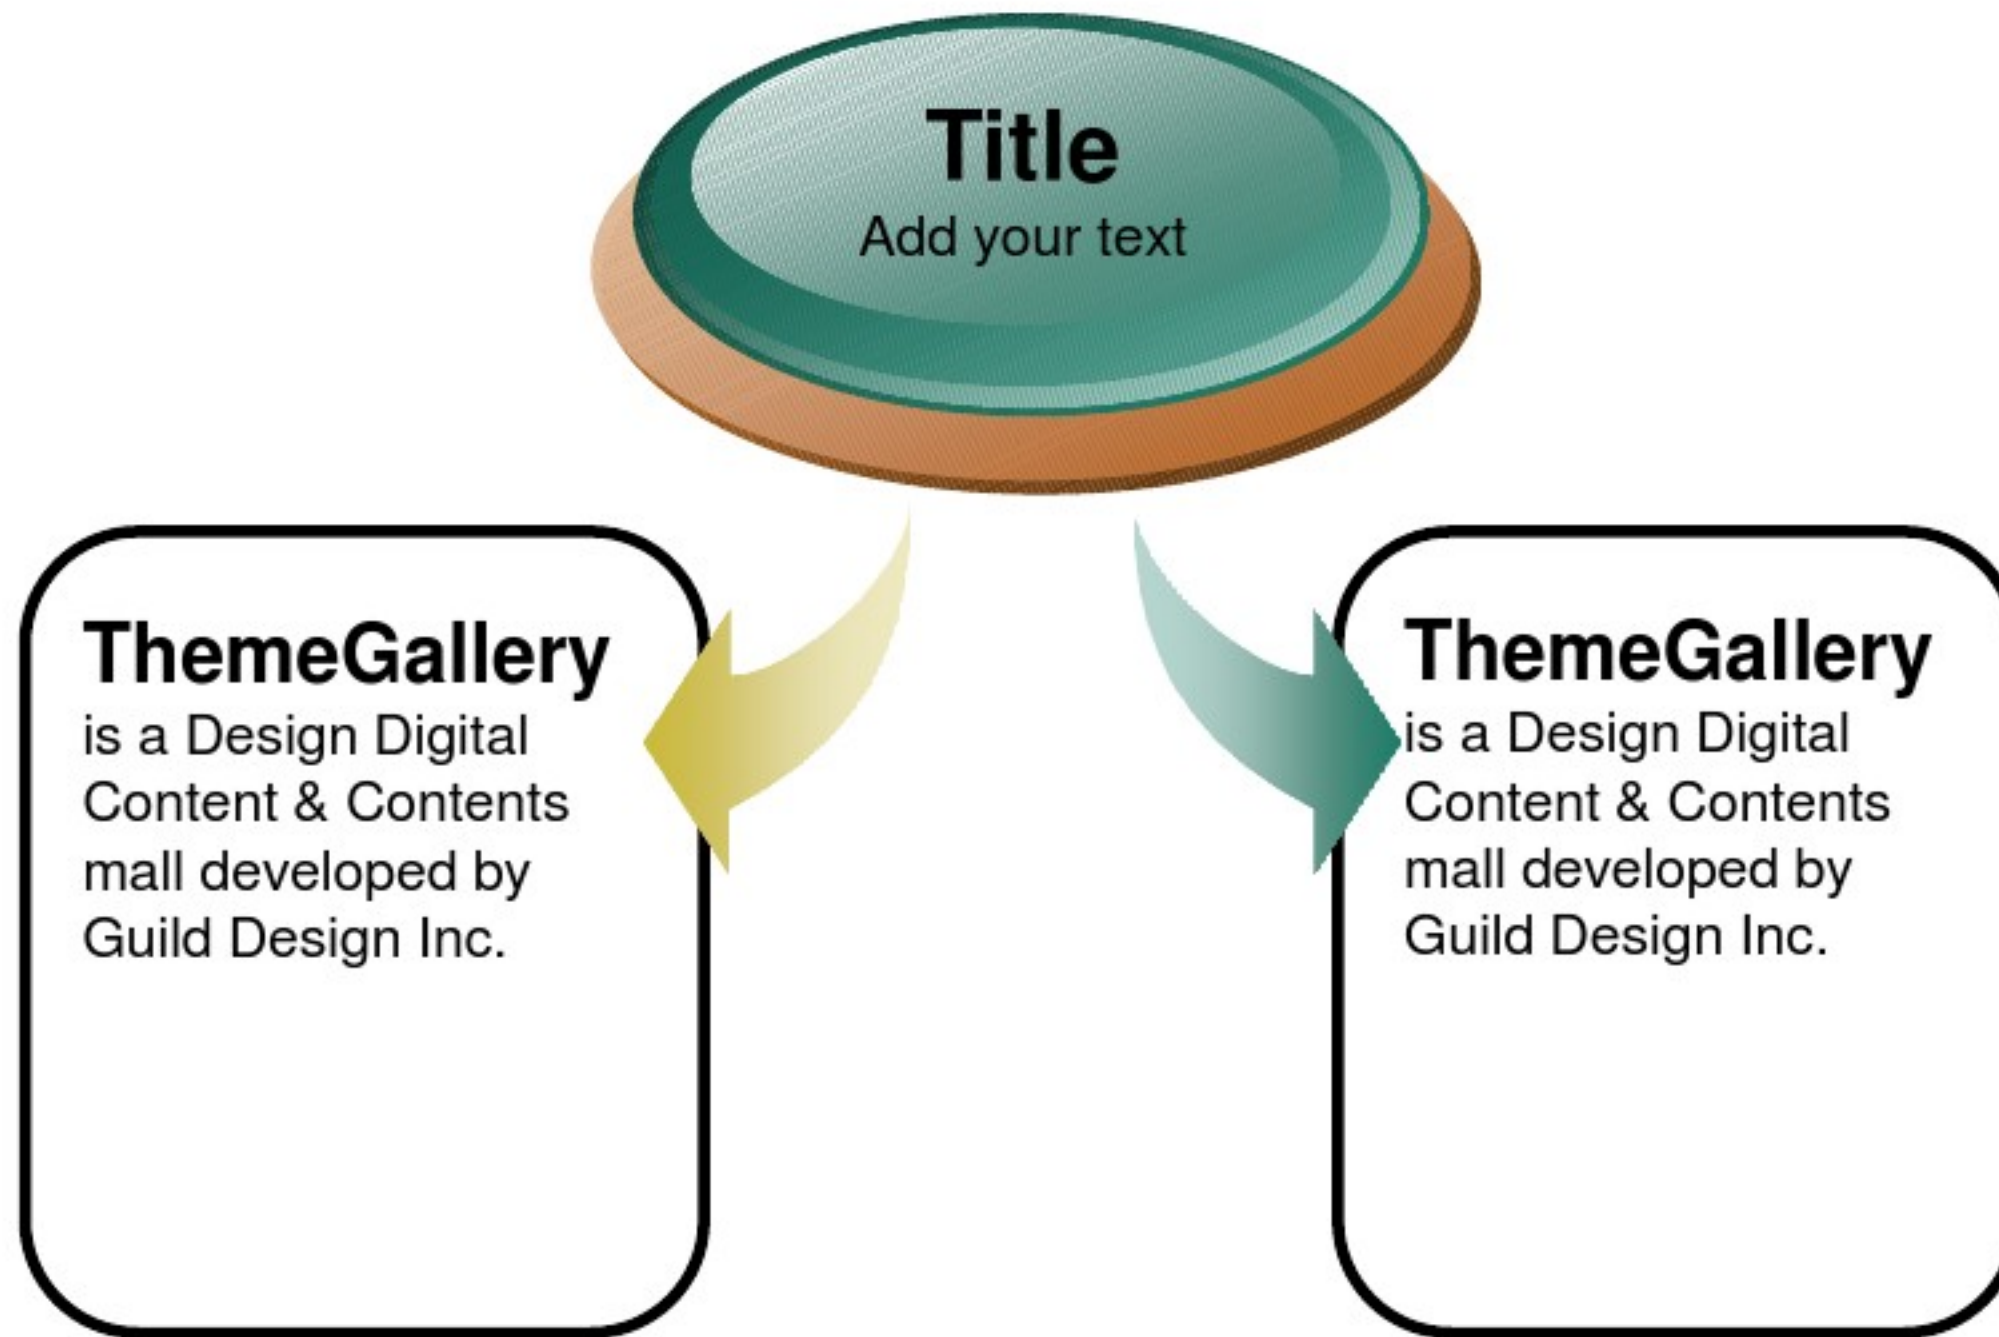 Title
Add your text
ThemeGallery
is a Design Digital
Content & Contents
mall developed by
Guild Design Inc.
ThemeGallery
is a Design Digital
Content & Contents
mall developed by
Guild Design Inc.